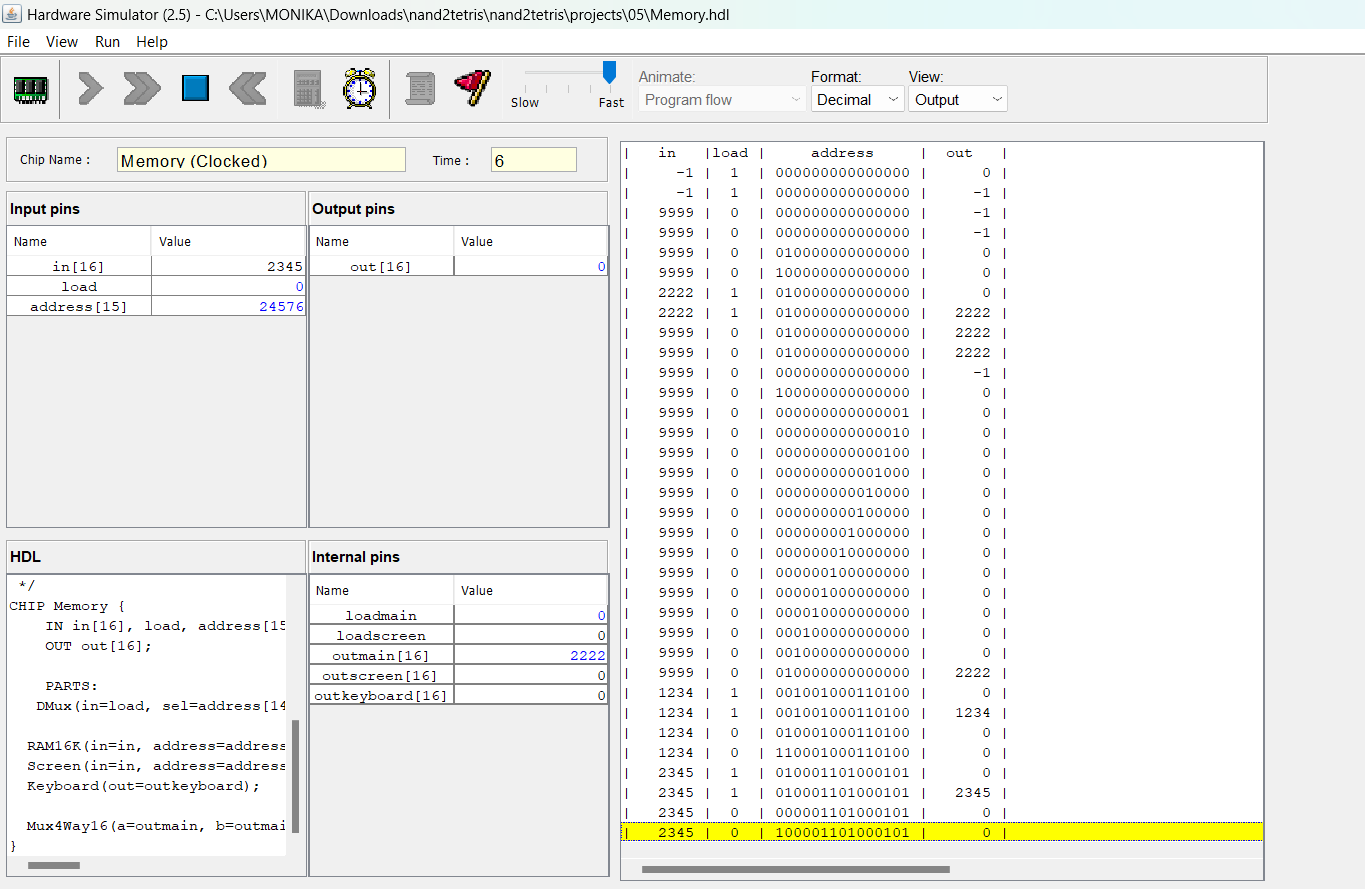 Hardware Simulator (2.5) - C:\Users\MONIKA\Downloads\nand2tetris\nand2tetris\projects\05\Memory.hdl
File View Run Help
Slow Fast
Animate:
Program flow
Format:
Decimal
View:
Output
Chip Name : Memory (Clocked) Time : 6
Input pins
Name Value
in[16] 2345
load 0
address[15] 24576
Output pins
Name Value
out[16] 0
HDL
*/
CHIP Memory {
IN in[16], load, address[15
OUT out[16];
PARTS:
DMux(in=load, sel=address[14
RAM16K(in=in, address=address
Screen(in=in, address=address
Keyboard(out=outkeyboard);
Mux4Way16(a=outmain, b=outmai
}
Internal pins
Name Value
loadmain 0
loadscreen 0
outmain[16] 2222
outscreen[16] 0
outkeyboard[16] 0
| in |load | address | out |
| -1 | 1 | 000000000000000 | 0 |
| -1 | 1 | 000000000000000 | -1 |
| 9999 | 0 | 000000000000000 | -1 |
| 9999 | 0 | 000000000000000 | -1 |
| 9999 | 0 | 010000000000000 | 0 |
| 9999 | 0 | 100000000000000 | 0 |
| 2222 | 1 | 010000000000000 | 0 |
| 2222 | 1 | 010000000000000 | 2222 |
| 9999 | 0 | 010000000000000 | 2222 |
| 9999 | 0 | 010000000000000 | 2222 |
| 9999 | 0 | 000000000000000 | -1 |
| 9999 | 0 | 100000000000000 | 0 |
| 9999 | 0 | 000000000000001 | 0 |
| 9999 | 0 | 000000000000010 | 0 |
| 9999 | 0 | 000000000000100 | 0 |
| 9999 | 0 | 000000000001000 | 0 |
| 9999 | 0 | 000000000010000 | 0 |
| 9999 | 0 | 000000000100000 | 0 |
| 9999 | 0 | 000000001000000 | 0 |
| 9999 | 0 | 000000010000000 | 0 |
| 9999 | 0 | 000000100000000 | 0 |
| 9999 | 0 | 000001000000000 | 0 |
| 9999 | 0 | 000010000000000 | 0 |
| 9999 | 0 | 000100000000000 | 0 |
| 9999 | 0 | 001000000000000 | 0 |
| 9999 | 0 | 010000000000000 | 2222 |
| 1234 | 1 | 001001000110100 | 0 |
| 1234 | 1 | 001001000110100 | 1234 |
| 1234 | 0 | 010001000110100 | 0 |
| 1234 | 0 | 110001000110100 | 0 |
| 2345 | 1 | 010001101000101 | 0 |
| 2345 | 1 | 010001101000101 | 2345 |
| 2345 | 0 | 000001101000101 | 0 |
| 2345 | 0 | 100001101000101 | 0 |